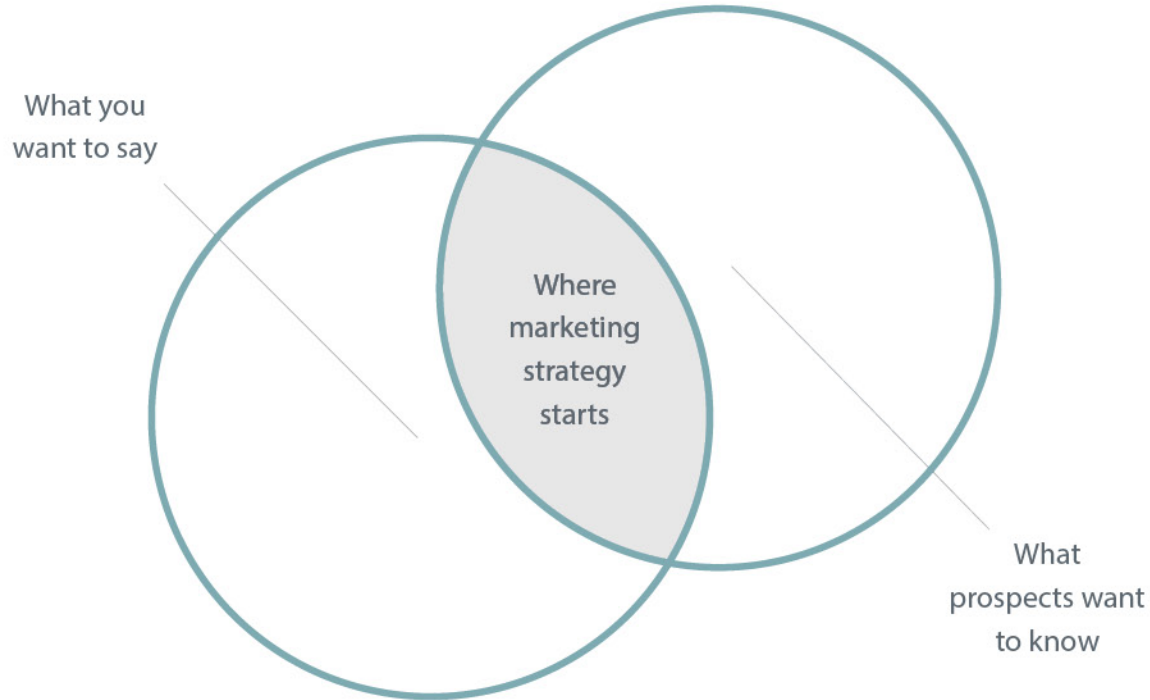 What you
want to say
Where
marketing
strategy
starts
What
prospects want
to know